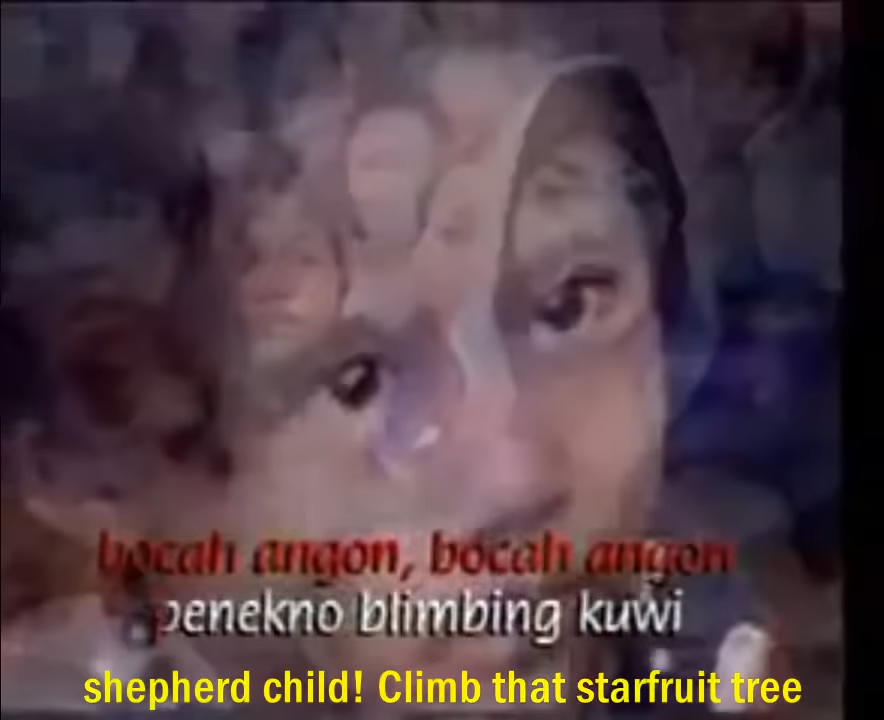 bocah angon, bocah angon
penekno blimbing kuwi
shepherd child! Climb that starfruit tree